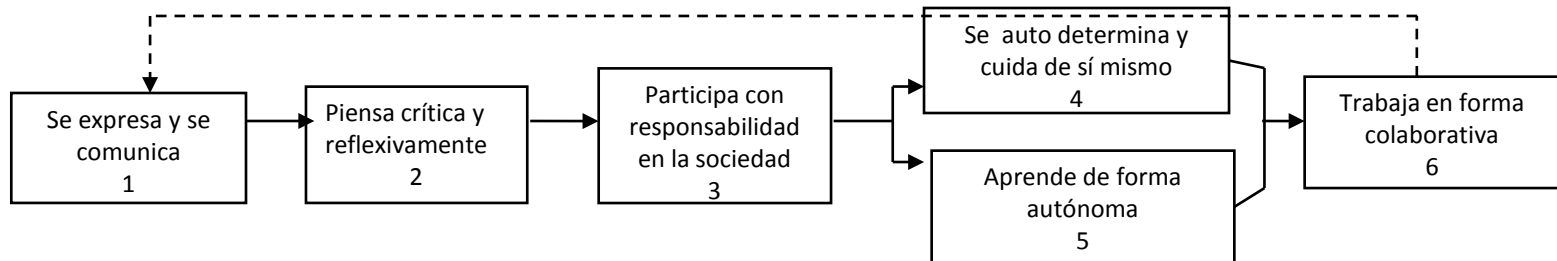 Se expresa y se
comunica
1
Piensa crítica y
reflexivamente
2
Participa con
responsabilidad
en la sociedad
3
Se auto determina y
cuida de sí mismo
4
Aprende de forma
autónoma
5
Trabaja en forma
colaborativa
6